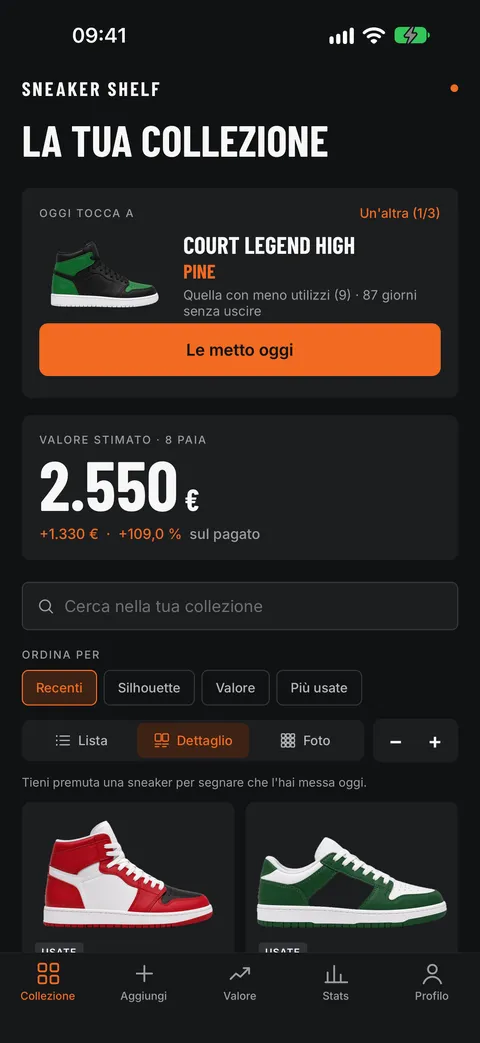 09:41
SNEAKER SHELF
LA TUA COLLEZIONE
OGGI TOCCA A
Un'altra (1/3)
COURT LEGEND HIGH
PINE
Quella con meno utilizzi (9) · 87 giorni
senza uscire
Le metto oggi
VALORE STIMATO · 8 PAIA
2.550 €
+1.330 € · +109,0 % sul pagato
Cerca nella tua collezione
ORDINA PER
Recenti Silhouette Valore Più usate
Lista Dettaglio Foto − +
Tieni premuta una sneaker per segnare che l'hai messa oggi.
USATE USATE
Collezione Aggiungi Valore Stats Profilo